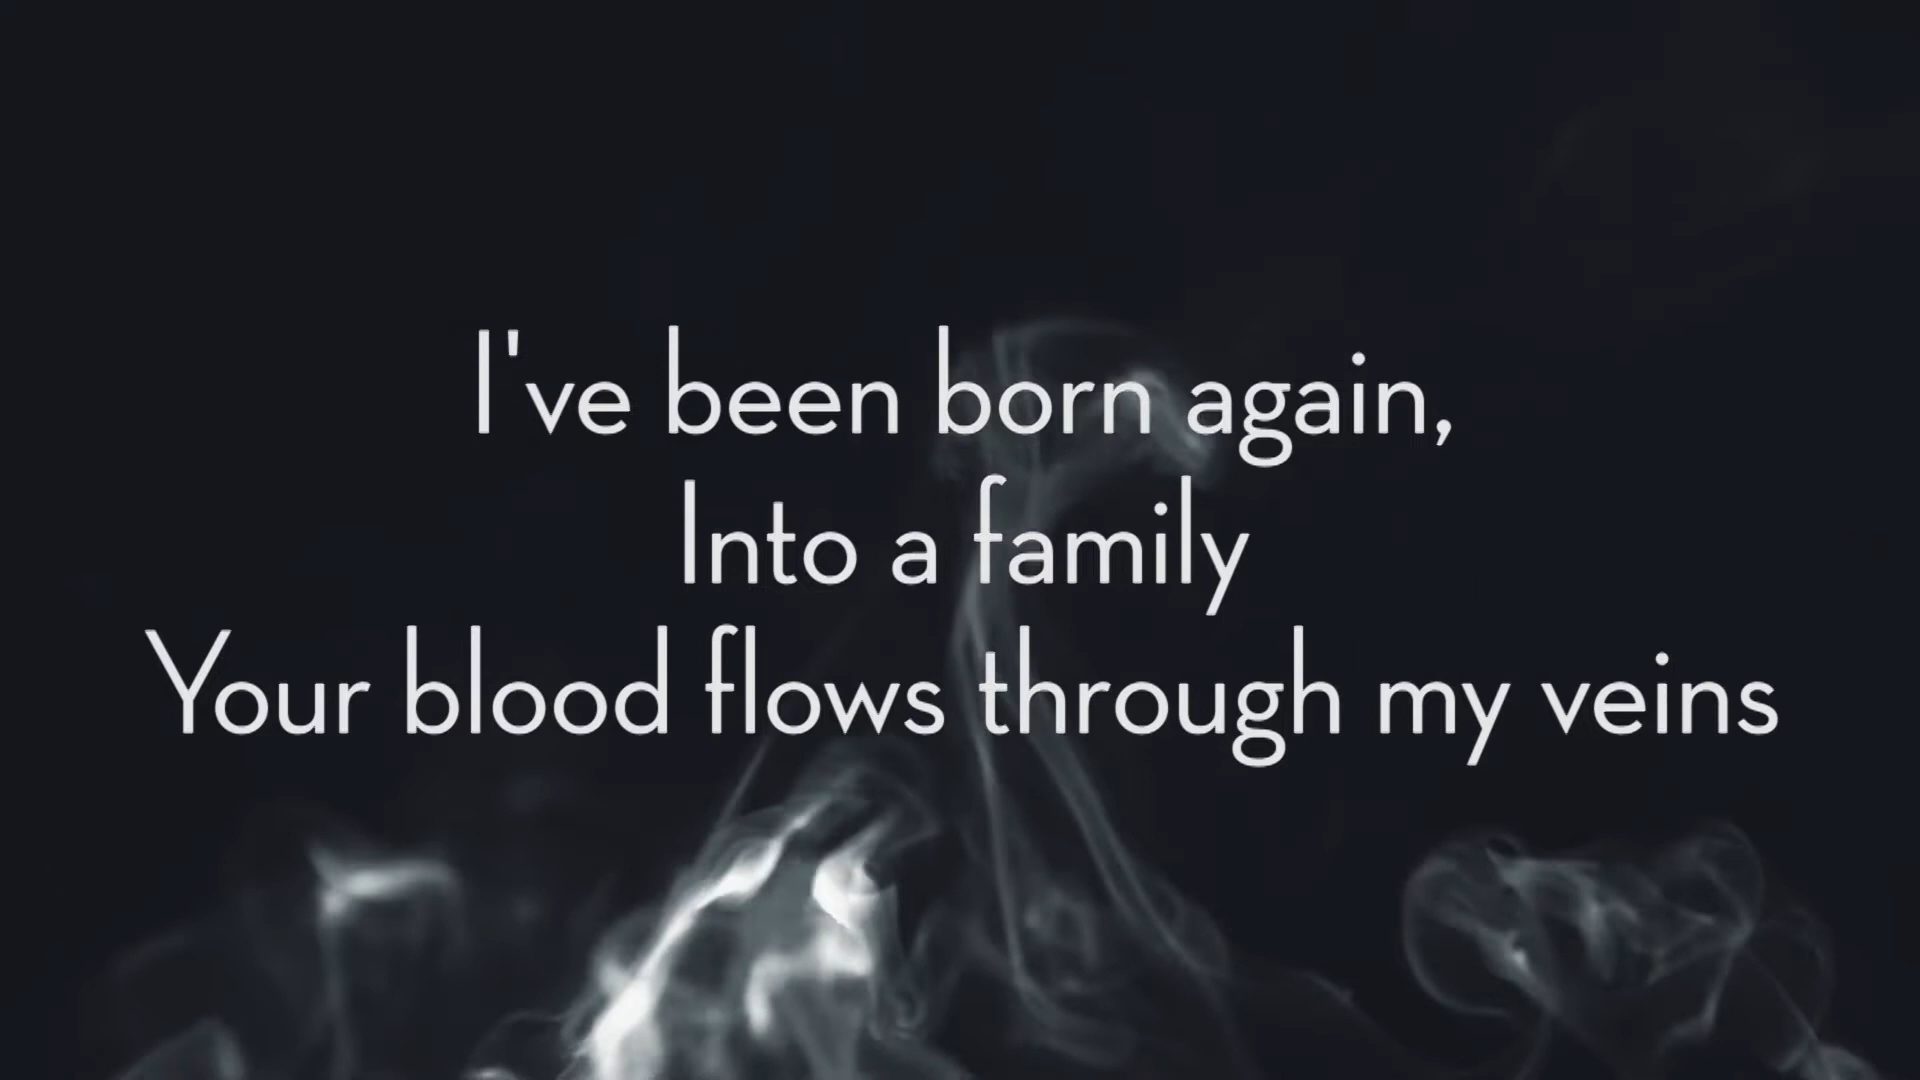 I've been born again,
Into a family
Your blood flows through my veins